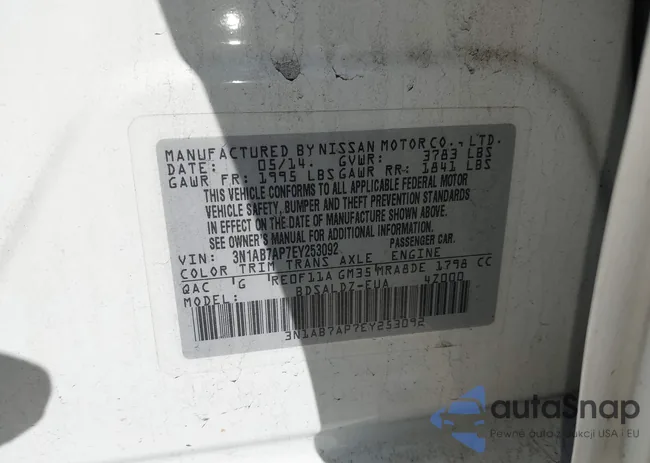 MANUFACTURED BY NISSAN MOTOR CO., LTD.
DATE: 05/14 GVWR: 3783 LBS
GAWR FR: 1995 LBS GAWR RR: 1841 LBS
THIS VEHICLE CONFORMS TO ALL APPLICABLE FEDERAL MOTOR
VEHICLE SAFETY, BUMPER AND THEFT PREVENTION STANDARDS
IN EFFECT ON THE DATE OF MANUFACTURE SHOWN ABOVE.
SEE OWNER'S MANUAL FOR ADDITIONAL INFORMATION.
VIN: 3N1AB7AP7EY253092 PASSENGER CAR.
COLOR TRIM TRANS AXLE ENGINE
QAC G RE0F11A GM35 MRA8DE 1798 CC
MODEL: BDSALDZ-EUA 4Z000
3N1AB7AP7EY253092
autoSnap
Pewne auto z aukcji USA i EU